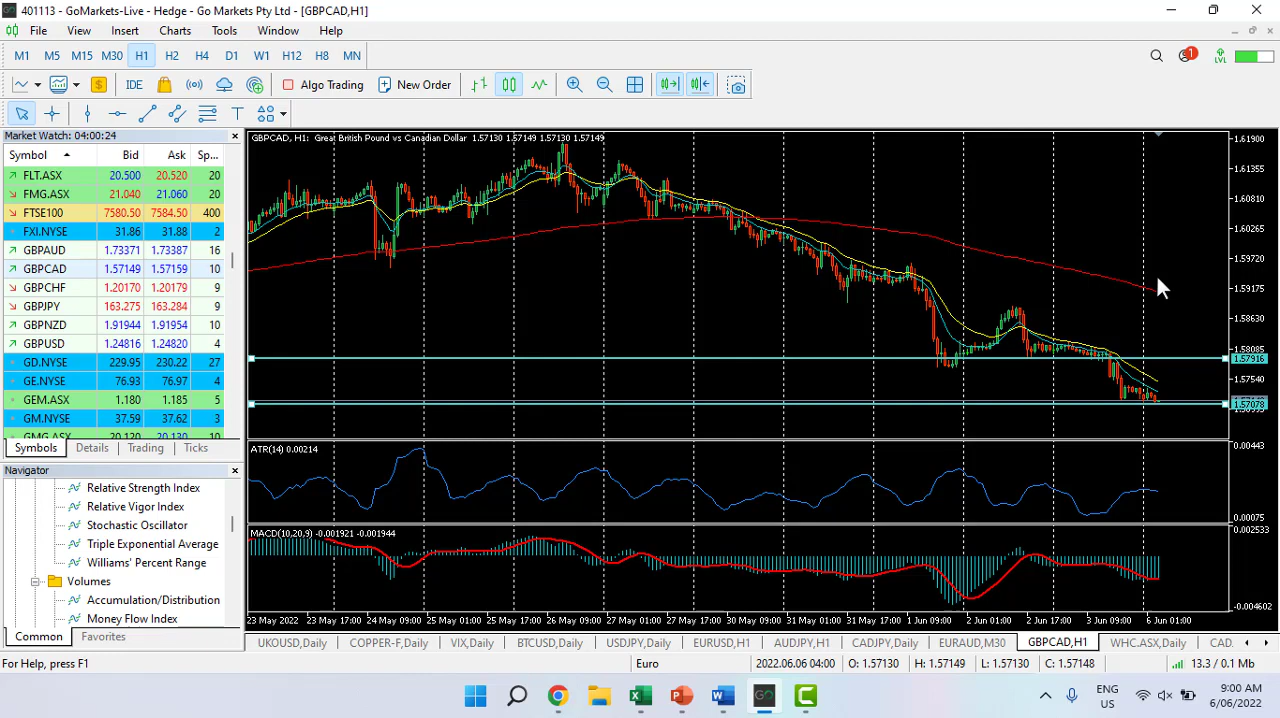 401113 - GoMarkets-Live - Hedge - Go Markets Pty Ltd - [GBPCAD,H1]
File View Insert Charts Tools Window Help
M1 M5 M15 M30 H1 H2 H4 D1 W1 H12 H8 MN
1
LVL
IDE Algo Trading New Order
Market Watch: 04:00:24
Symbol Bid Ask Sp...
FLT.ASX 20.500 20.520 20
FMG.ASX 21.040 21.060 20
FTSE100 7580.50 7584.50 400
FXI.NYSE 31.86 31.88 2
GBPAUD 1.73371 1.73387 16
GBPCAD 1.57149 1.57159 10
GBPCHF 1.20170 1.20179 9
GBPJPY 163.275 163.284 9
GBPNZD 1.91944 1.91954 10
GBPUSD 1.24816 1.24820 4
GD.NYSE 229.95 230.22 27
GE.NYSE 76.93 76.97 4
GEM.ASX 1.180 1.185 5
GM.NYSE 37.59 37.62 3
GMG.ASX 20.120 20.130 10
Symbols Details Trading Ticks
Navigator
Relative Strength Index
Relative Vigor Index
Stochastic Oscillator
Triple Exponential Average
Williams' Percent Range
Volumes
Accumulation/Distribution
Money Flow Index
Common Favorites
GBPCAD, H1: Great British Pound vs Canadian Dollar 1.57130 1.57149 1.57130 1.57149
1.61900
1.61355
1.60810
1.60265
1.59720
1.59175
1.58630
1.58095
1.57916
1.57540
1.57078
ATR(14) 0.00214
0.00443
0.00075
MACD(10,20,9) -0.001921 -0.001944
0.002533
-0.004602
23 May 2022 23 May 17:00 24 May 09:00 25 May 01:00 25 May 17:00 26 May 09:00 27 May 01:00 27 May 17:00 30 May 09:00 31 May 01:00 31 May 17:00 1 Jun 09:00 2 Jun 01:00 2 Jun 17:00 3 Jun 09:00 6 Jun 01:00
UKOUSD,Daily COPPER-F,Daily VIX,Daily BTCUSD,Daily USDJPY,Daily EURUSD,H1 AUDJPY,H1 CADJPY,Daily EURAUD,M30 GBPCAD,H1 WHC.ASX,Daily CAD.
For Help, press F1 Euro 2022.06.06 04:00 O: 1.57130 H: 1.57149 L: 1.57130 C: 1.57148 13.3 / 0.1 Mb
GO
ENG
US
9:00 AM
6/06/2022